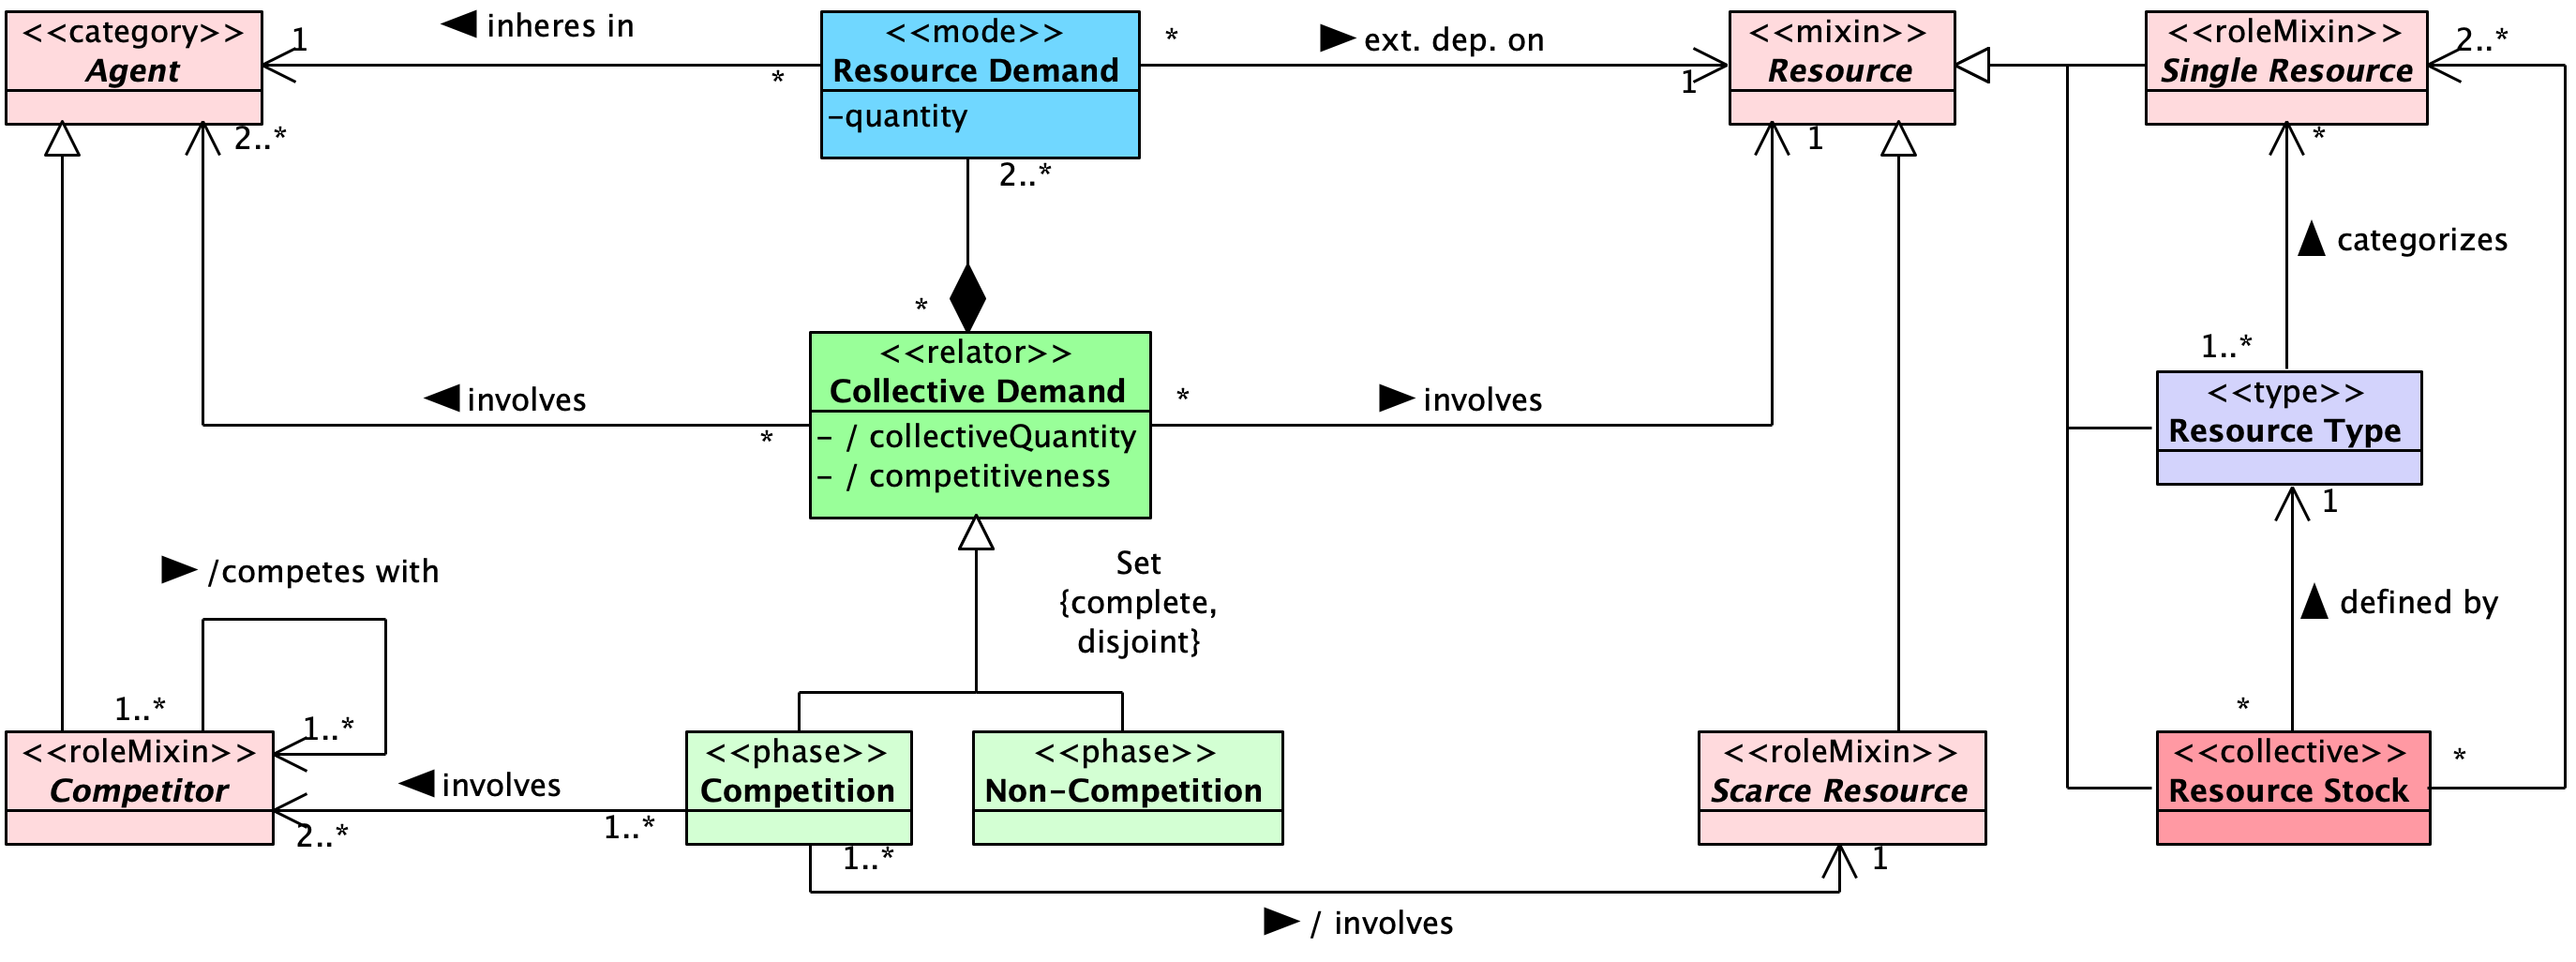 <<category>>
Agent
1
inheres in
*
<<mode>>
Resource Demand
-quantity
*
ext. dep. on
1
<<mixin>>
Resource
<<roleMixin>>
Single Resource
2..*
2..*
2..*
1
*
categorizes
*
<<relator>>
Collective Demand
- / collectiveQuantity
- / competitiveness
involves
*
*
involves
1..*
<<type>>
Resource Type
1
Set
{complete,
disjoint}
/competes with
defined by
1..*
1..*
<<roleMixin>>
Competitor
2..*
involves
1..*
<<phase>>
Competition
1..*
<<phase>>
Non-Competition
<<roleMixin>>
Scarce Resource
1
*
<<collective>>
Resource Stock
*
/ involves